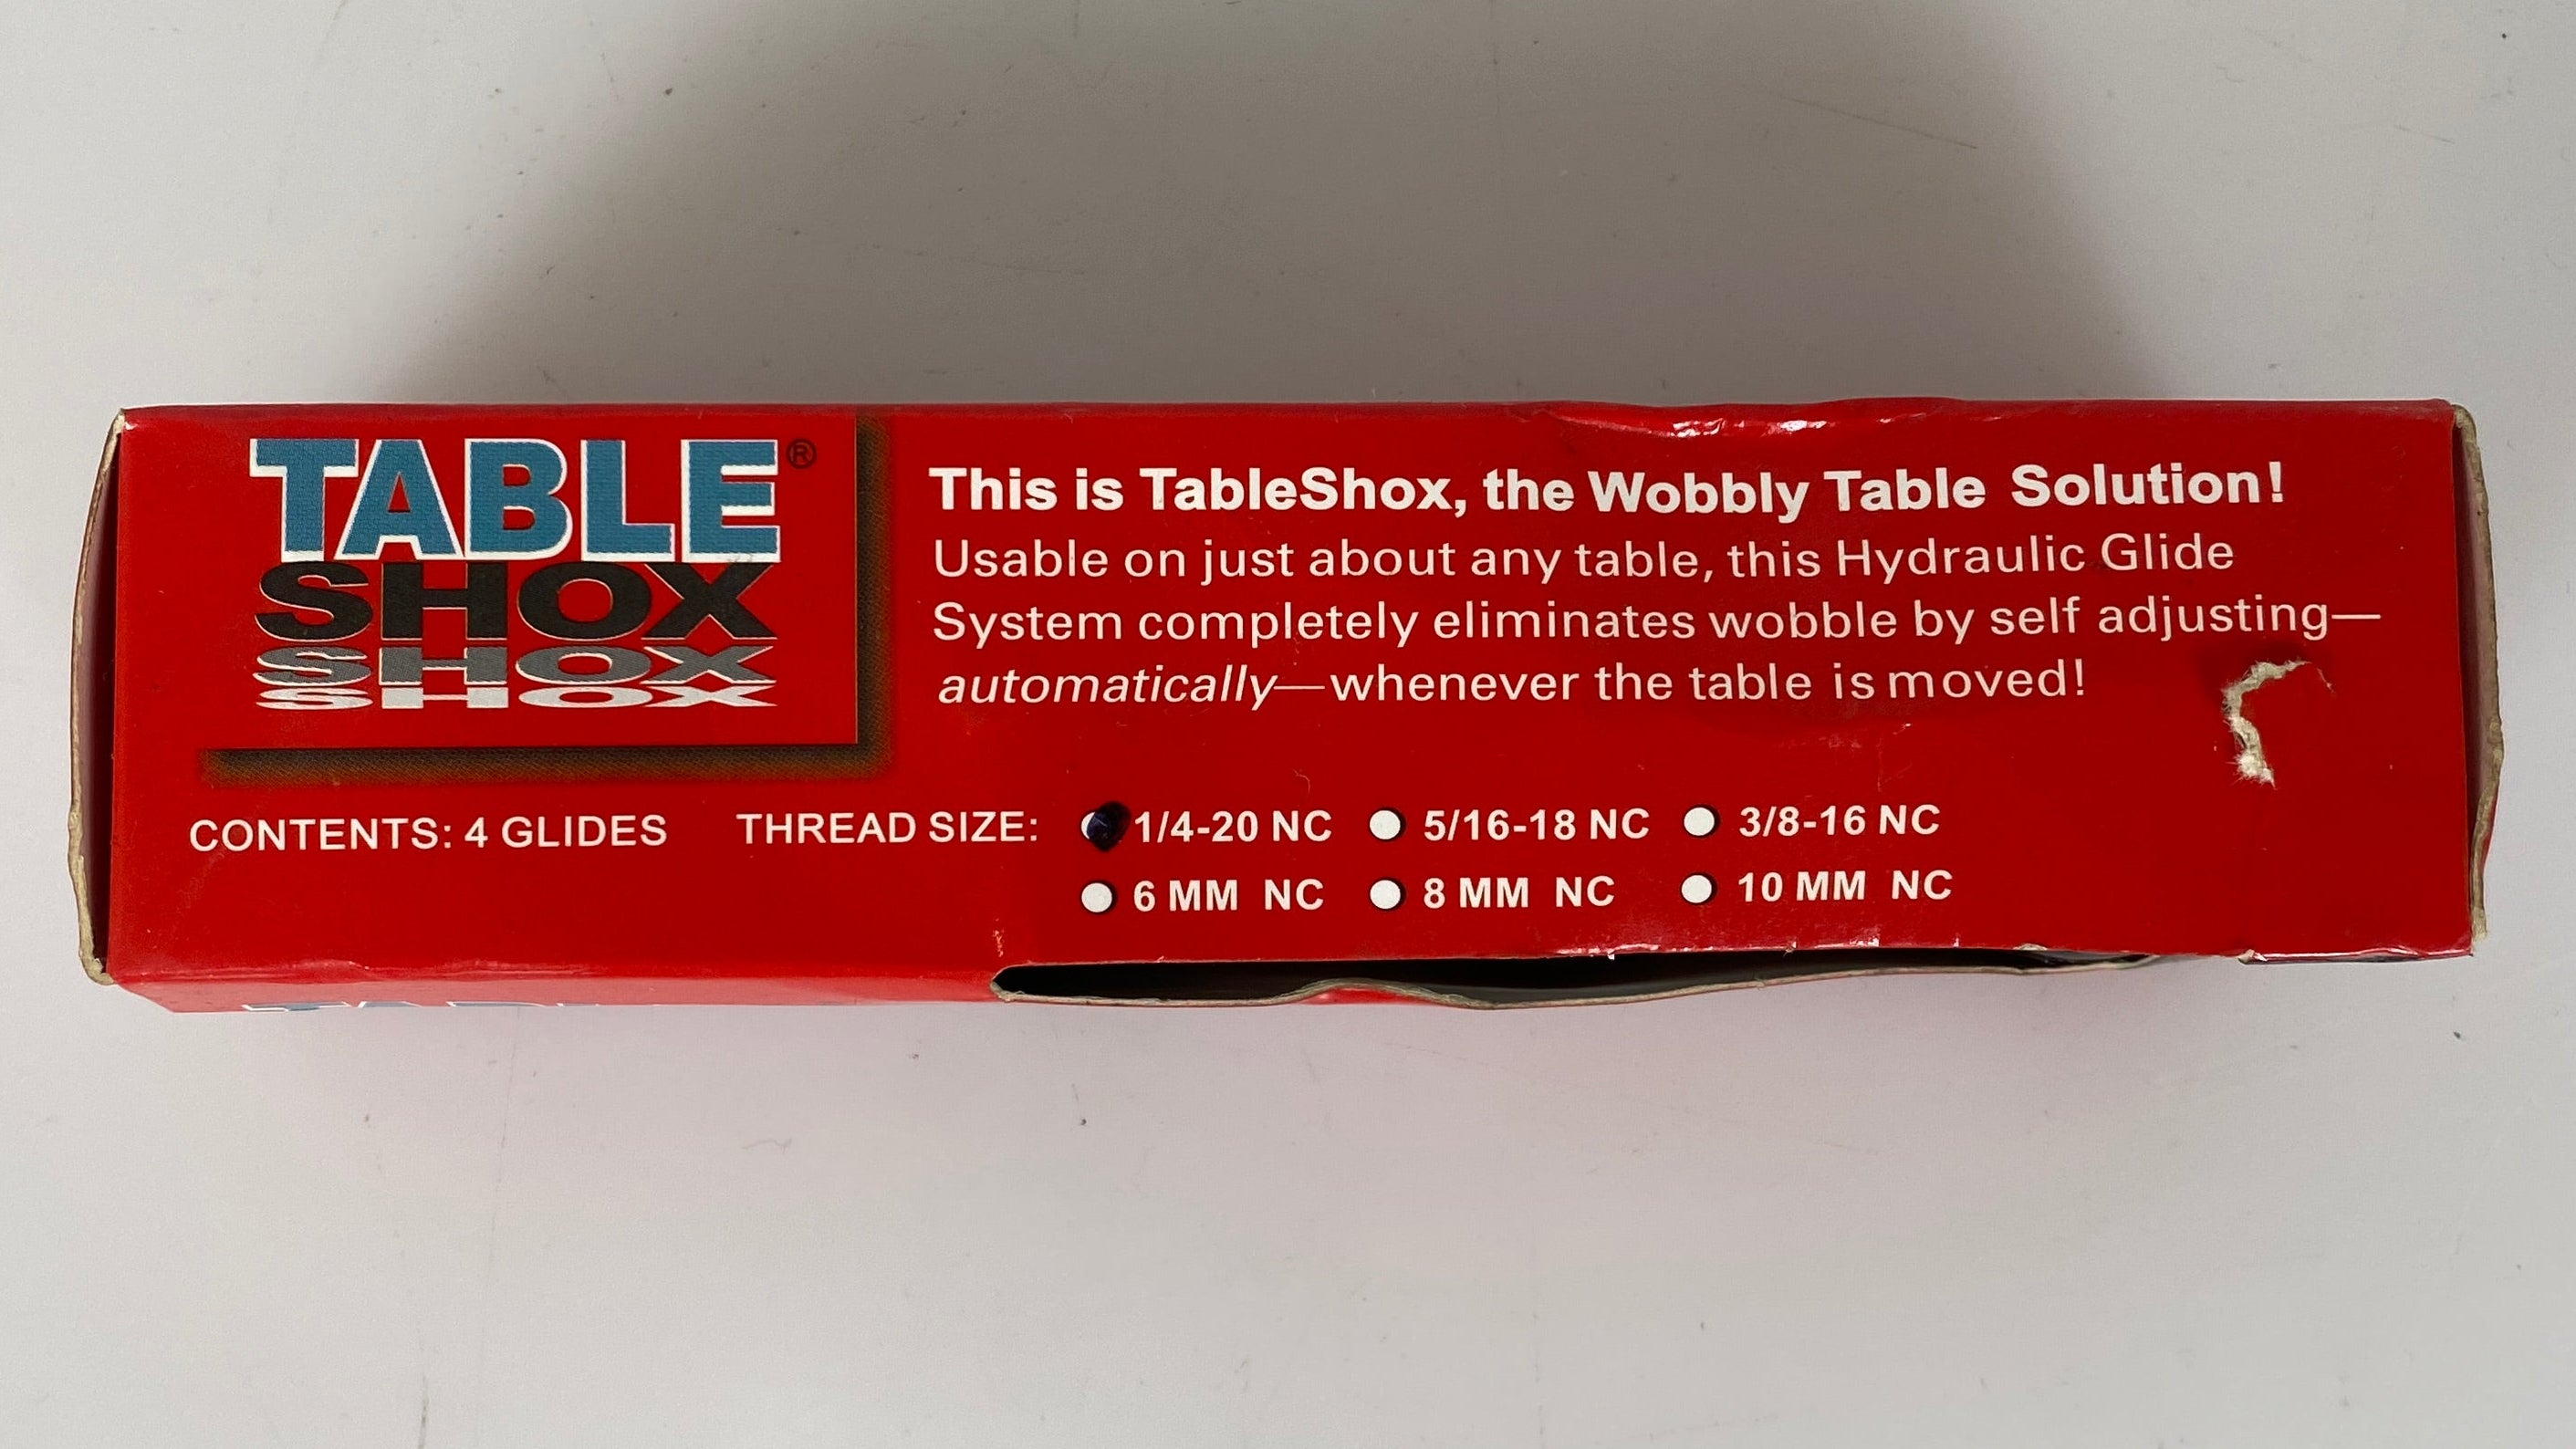 TABLE®
SHOX
SHOX
SHOX
This is TableShox, the Wobbly Table Solution!
Usable on just about any table, this Hydraulic Glide
System completely eliminates wobble by self adjusting—
automatically—whenever the table is moved!
CONTENTS: 4 GLIDES THREAD SIZE: 1/4-20 NC 5/16-18 NC 3/8-16 NC
6 MM NC 8 MM NC 10 MM NC